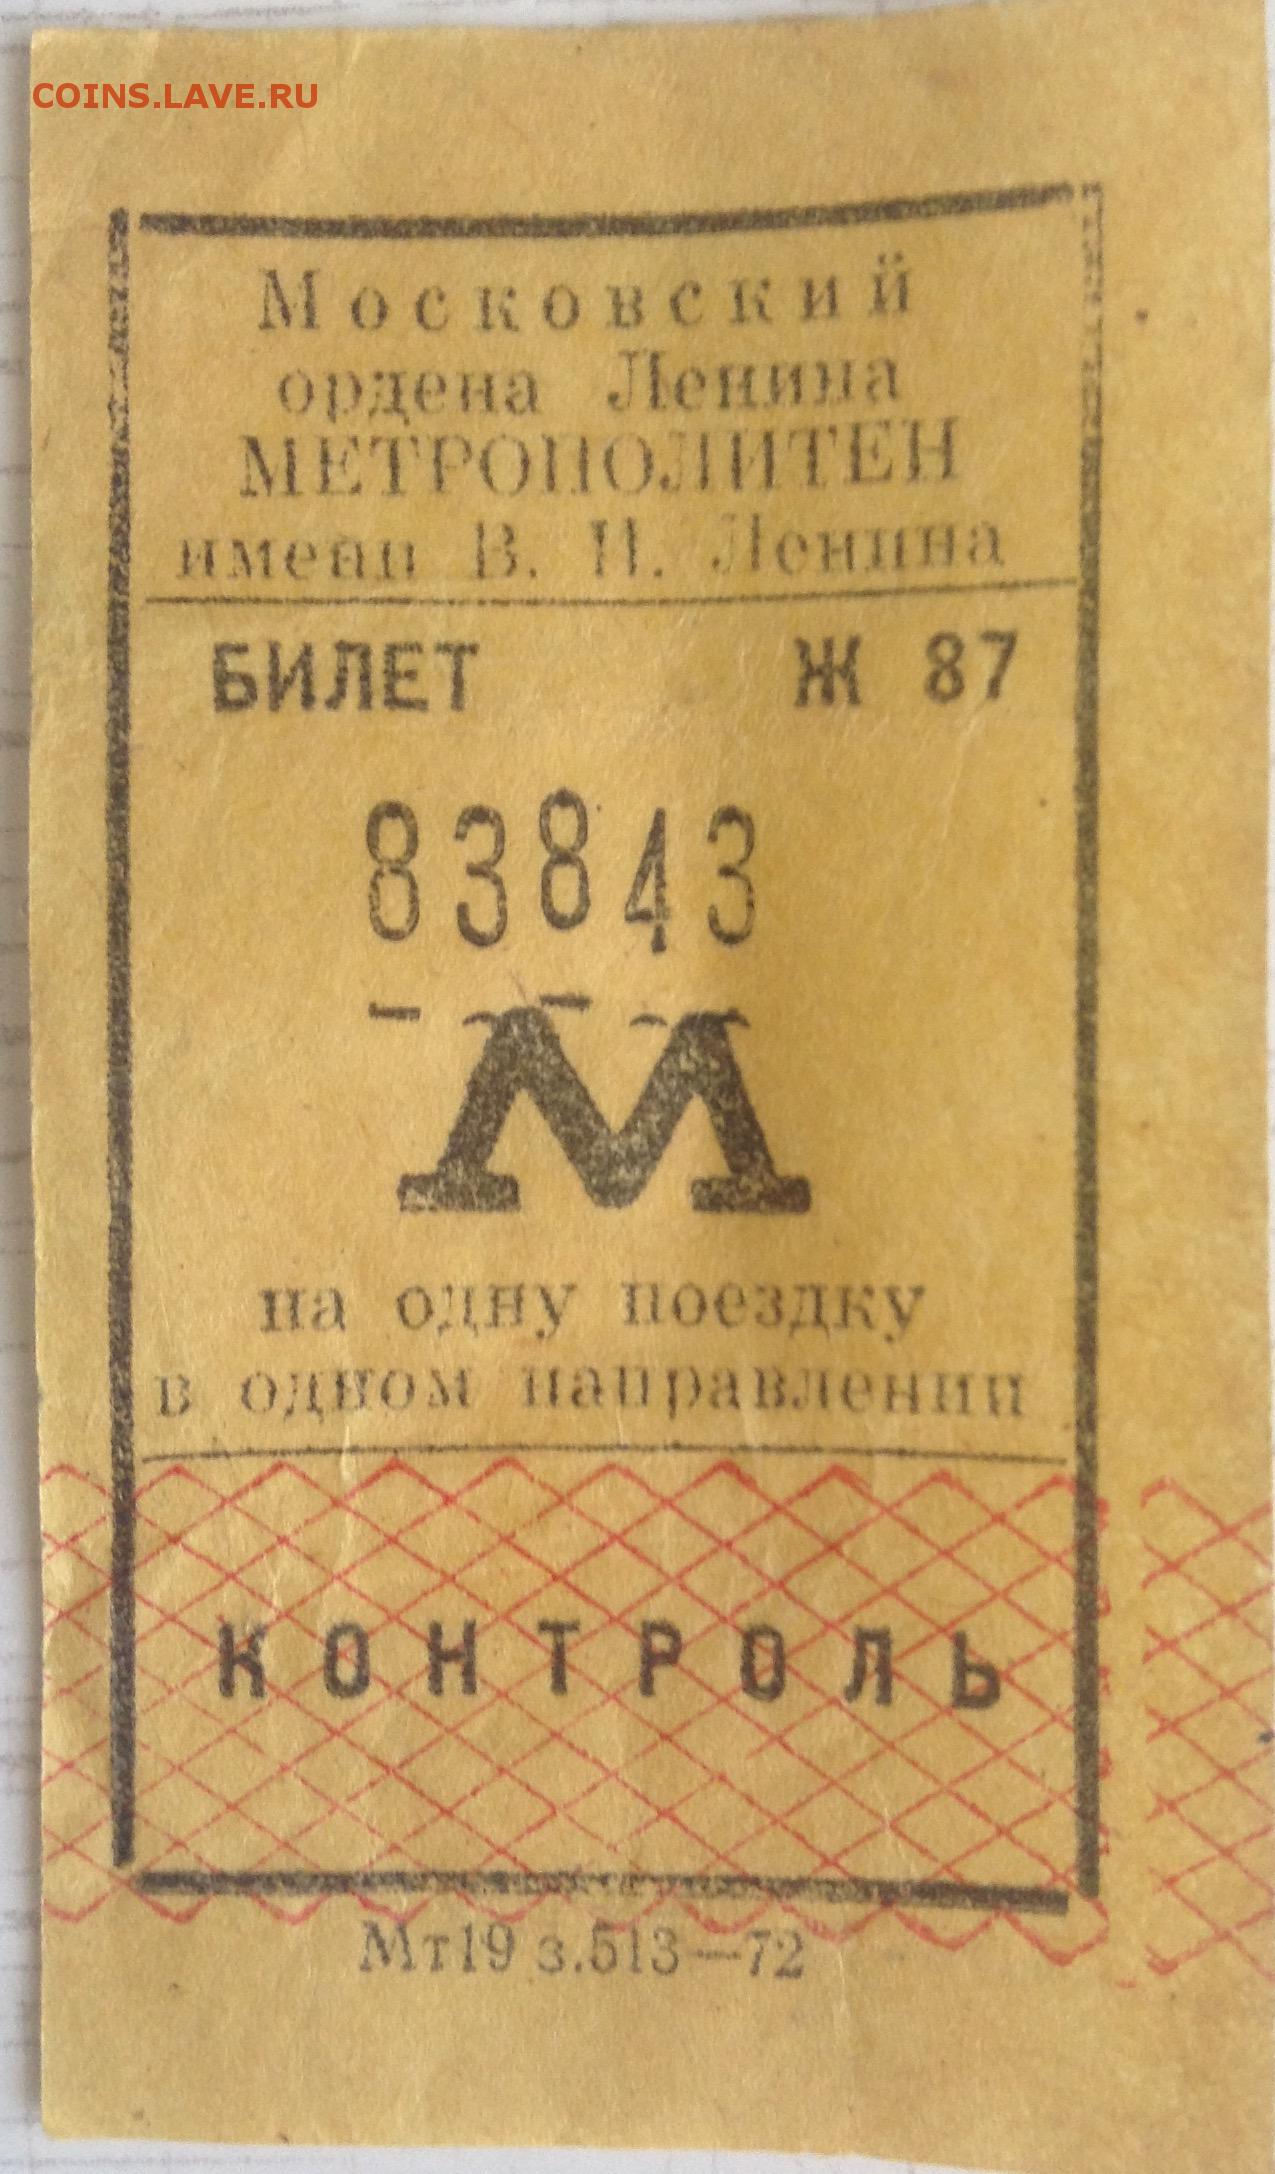 COINS.LAVE.RU
Московский
ордена Ленина
МЕТРОПОЛИТЕН
имени В. И. Ленина
БИЛЕТ Ж 87
83843
М
на одну поездку
в одном направлении
КОНТРОЛЬ
Мт19 з.513—72